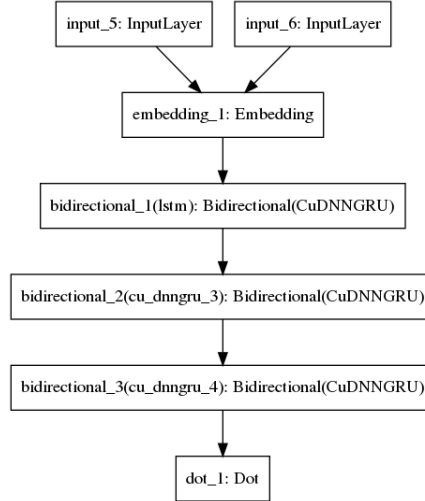 input_5: InputLayer
input_6: InputLayer
embedding_1: Embedding
bidirectional_1(lstm): Bidirectional(CuDNNGRU)
bidirectional_2(cu_dnngru_3): Bidirectional(CuDNNGRU)
bidirectional_3(cu_dnngru_4): Bidirectional(CuDNNGRU)
dot_1: Dot